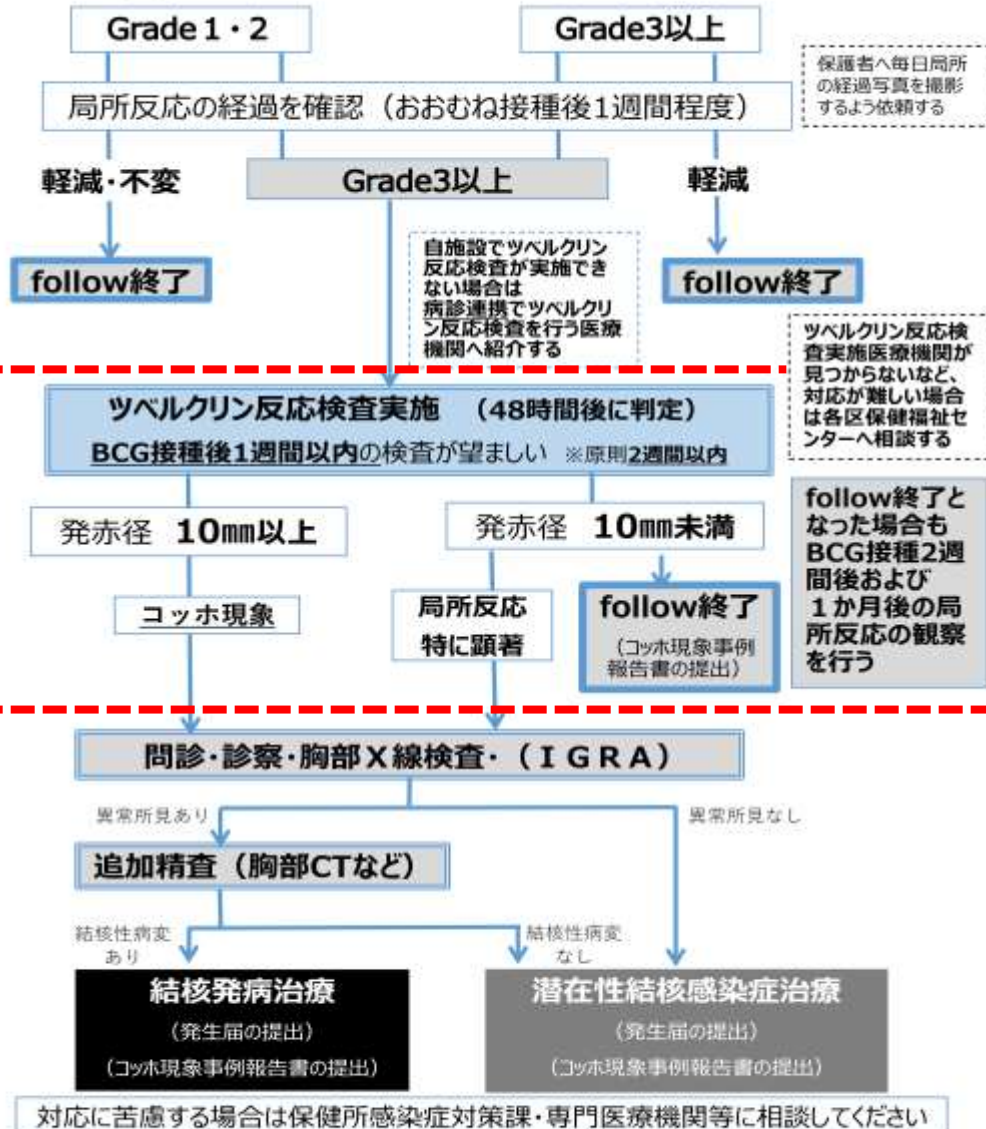 Grade 1・2
Grade3以上
保護者へ毎日局所
の経過写真を撮影
するよう依頼する
局所反応の経過を確認（おおむね接種後1週間程度）
軽減・不変
Grade3以上
軽減
follow終了
自施設でツベルクリン
反応検査が実施でき
ない場合は
病診連携でツベルクリ
ン反応検査を行う医療
機関へ紹介する
follow終了
ツベルクリン反応検
査実施医療機関が
見つからないなど、
対応が難しい場合
は各区保健福祉セ
ンターへ相談する
ツベルクリン反応検査実施　（48時間後に判定）
BCG接種後1週間以内の検査が望ましい　※原則2週間以内
発赤径　10㎜以上
発赤径　10㎜未満
follow終了と
なった場合も
BCG接種2週
間後および
１か月後の局
所反応の観察
を行う
コッホ現象
局所反応
特に顕著
follow終了
（コッホ現象事例
報告書の提出）
問診・診察・胸部Ｘ線検査・（ＩＧＲＡ）
異常所見あり
異常所見なし
追加精査（胸部CTなど）
結核性病変
あり
結核性病変
なし
結核発病治療
（発生届の提出）
（コッホ現象事例報告書の提出）
潜在性結核感染症治療
（発生届の提出）
（コッホ現象事例報告書の提出）
対応に苦慮する場合は保健所感染症対策課・専門医療機関等に相談してください